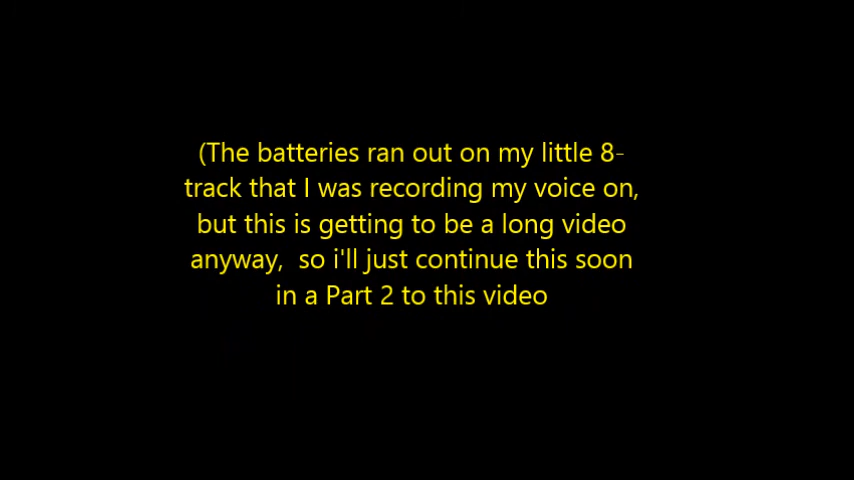 (The batteries ran out on my little 8-
track that I was recording my voice on,
but this is getting to be a long video
anyway,  so i'll just continue this soon
in a Part 2 to this video